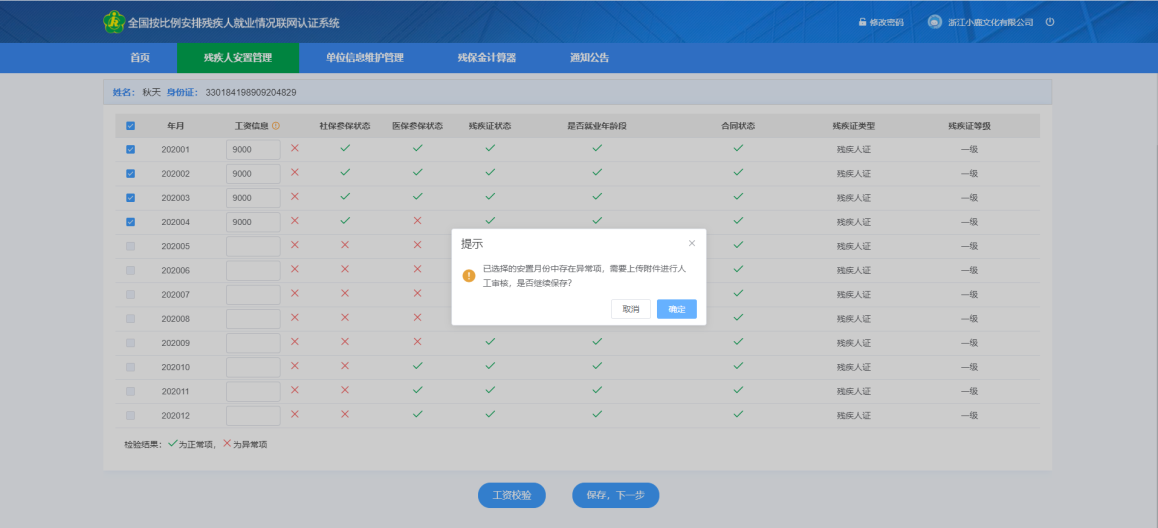 全国按比例安排残疾人就业情况联网认证系统 修改密码 浙江小鹿文化有限公司
首页 残疾人安置管理 单位信息维护管理 残保金计算器 通知公告
姓名： 秋天 身份证： 330184198909204829
年月 工资信息 社保参保状态 医保参保状态 残疾证状态 是否就业年龄段 合同状态 残疾证类型 残疾证等级
202001 9000 残疾人证 一级
202002 9000 残疾人证 一级
202003 9000 残疾人证 一级
202004 9000 残疾人证 一级
202005 残疾人证 一级
202006 残疾人证 一级
202007 残疾人证 一级
202008 残疾人证 一级
202009 残疾人证 一级
202010 残疾人证 一级
202011 残疾人证 一级
202012 残疾人证 一级
提示
已选择的安置月份中存在异常项，需要上传附件进行人
工审核，是否继续保存？
取消 确定
检验结果： 为正常项， 为异常项
工资校验 保存，下一步